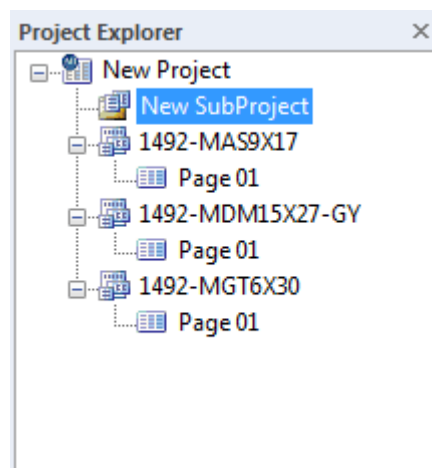 Project Explorer
New Project
New SubProject
1492-MAS9X17
Page 01
1492-MDM15X27-GY
Page 01
1492-MGT6X30
Page 01